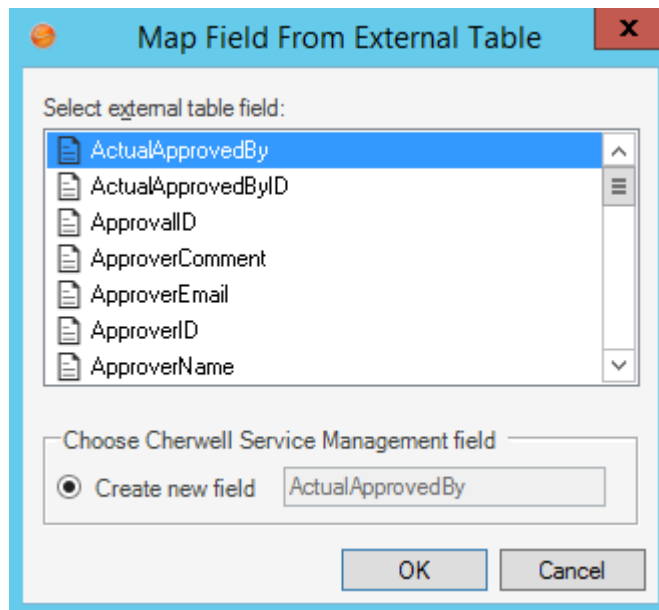 Map Field From External Table
x
Select external table field:
ActualApprovedBy
ActualApprovedByID
ApprovalID
ApproverComment
ApproverEmail
ApproverID
ApproverName
Choose Cherwell Service Management field
Create new field ActualApprovedBy
OK Cancel